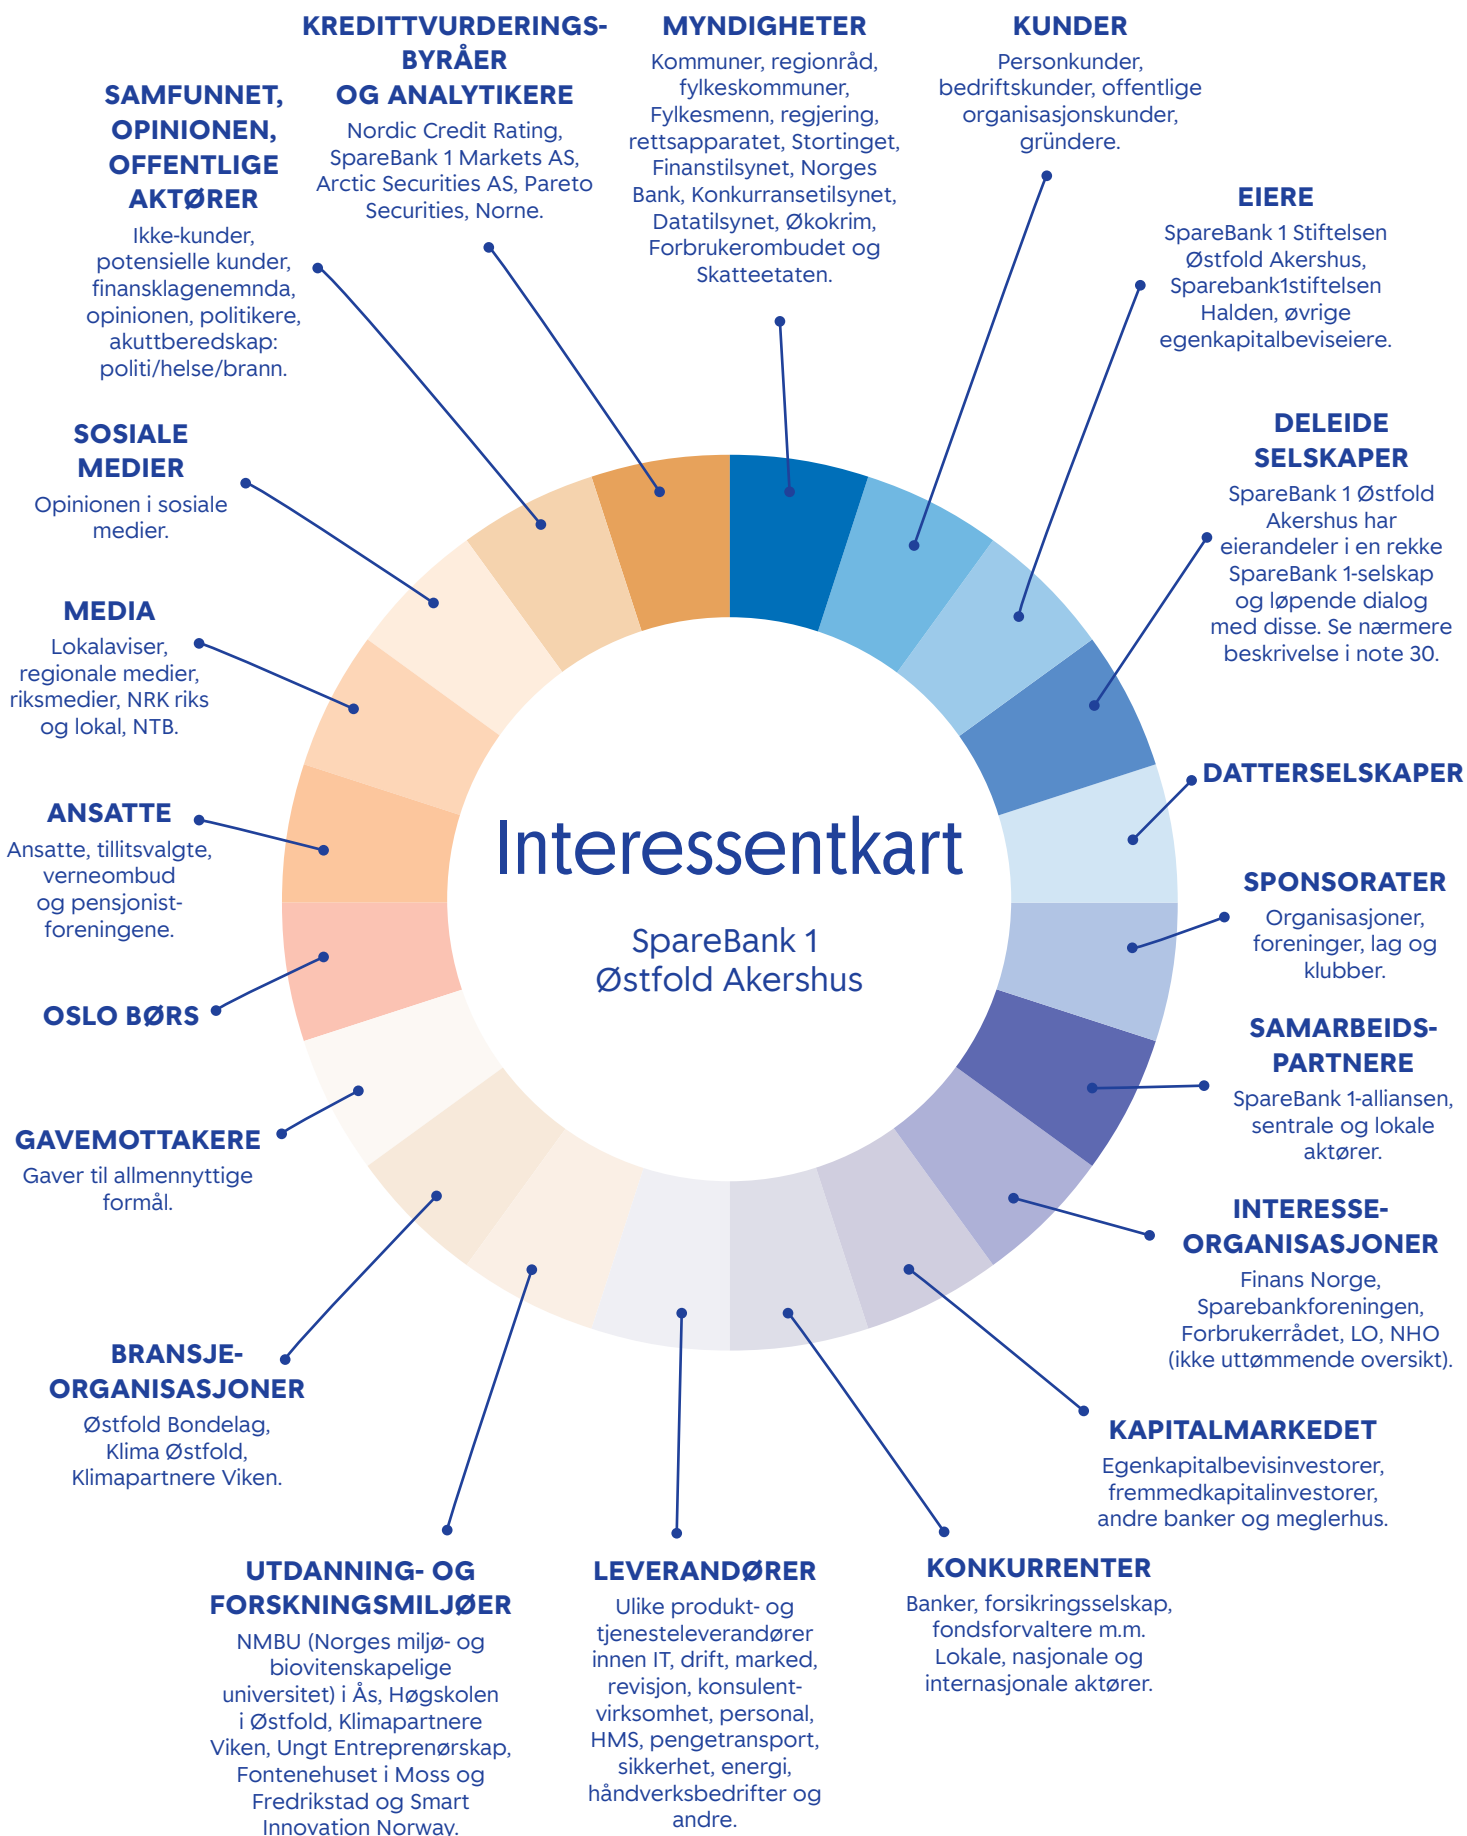 KREDITTVURDERINGS-
BYRÅER
OG ANALYTIKERE
Nordic Credit Rating,
SpareBank 1 Markets AS,
Arctic Securities AS, Pareto
Securities, Norne.
MYNDIGHETER
Kommuner, regionråd,
fylkeskommuner,
Fylkesmenn, regjering,
rettsapparatet, Stortinget,
Finanstilsynet, Norges
Bank, Konkurransetilsynet,
Datatilsynet, Økokrim,
Forbrukerombudet og
Skatteetaten.
KUNDER
Personkunder,
bedriftskunder, offentlige
organisasjonskunder,
gründere.
EIERE
SpareBank 1 Stiftelsen
Østfold Akershus,
Sparebank1stiftelsen
Halden, øvrige
egenkapitalbeviseiere.
DELEIDE
SELSKAPER
SpareBank 1 Østfold
Akershus har
eierandeler i en rekke
SpareBank 1-selskap
og løpende dialog
med disse. Se nærmere
beskrivelse i note 30.
DATTERSELSKAPER
SPONSORATER
Organisasjoner,
foreninger, lag og
klubber.
SAMARBEIDS-
PARTNERE
SpareBank 1-alliansen,
sentrale og lokale
aktører.
INTERESSE-
ORGANISASJONER
Finans Norge,
Sparebankforeningen,
Forbrukerrådet, LO, NHO
(ikke uttømmende oversikt).
KAPITALMARKEDET
Egenkapitalbevisinvestorer,
fremmedkapitalinvestorer,
andre banker og meglerhus.
KONKURRENTER
Banker, forsikringsselskap,
fondsforvaltere m.m.
Lokale, nasjonale og
internasjonale aktører.
LEVERANDØRER
Ulike produkt- og
tjenesteleverandører
innen IT, drift, marked,
revisjon, konsulent-
virksomhet, personal,
HMS, pengetransport,
sikkerhet, energi,
håndverksbedrifter og
andre.
UTDANNING- OG
FORSKNINGSMILJØER
NMBU (Norges miljø- og
biovitenskapelige
universitet) i Ås, Høgskolen
i Østfold, Klimapartnere
Viken, Ungt Entreprenørskap,
Fontenehuset i Moss og
Fredrikstad og Smart
Innovation Norway.
BRANSJE-
ORGANISASJONER
Østfold Bondelag,
Klima Østfold,
Klimapartnere Viken.
GAVEMOTTAKERE
Gaver til allmennyttige
formål.
OSLO BØRS
ANSATTE
Ansatte, tillitsvalgte,
verneombud
og pensjonist-
foreningene.
MEDIA
Lokalaviser,
regionale medier,
riksmedier, NRK riks
og lokal, NTB.
SOSIALE
MEDIER
Opinionen i sosiale
medier.
SAMFUNNET,
OPINIONEN,
OFFENTLIGE
AKTØRER
Ikke-kunder,
potensielle kunder,
finansklagenemnda,
opinionen, politikere,
akuttberedskap:
politi/helse/brann.
Interessentkart
SpareBank 1
Østfold Akershus